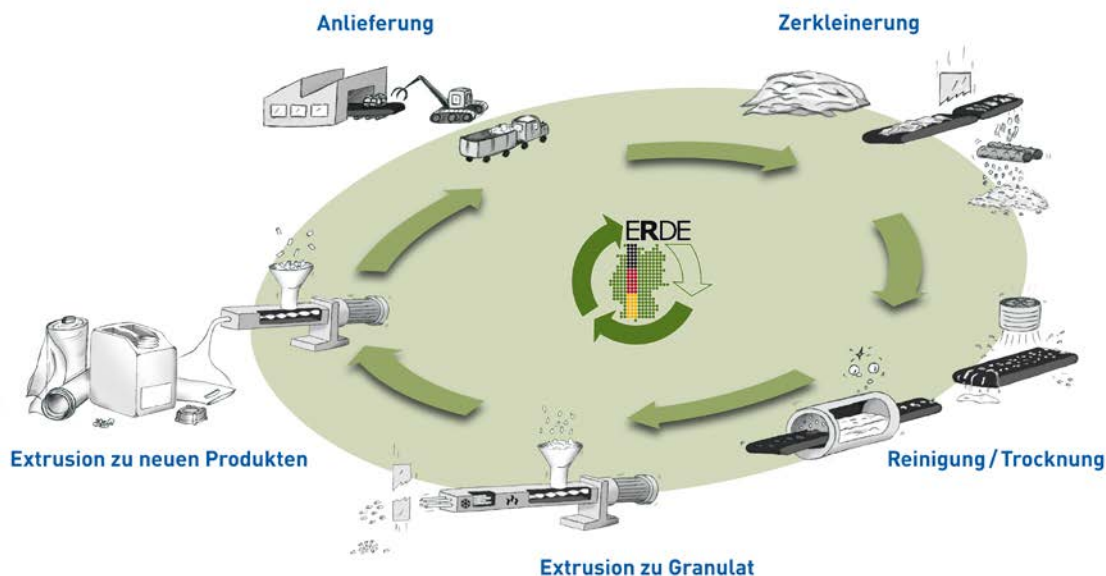 Anlieferung
Zerkleinerung
ERDE
Extrusion zu neuen Produkten
Reinigung / Trocknung
Extrusion zu Granulat